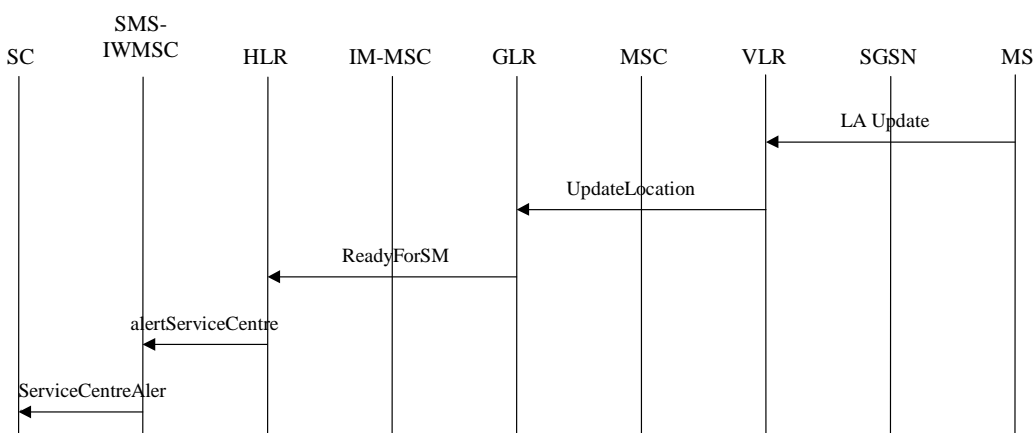 SMS-
IWMSC
SC HLR IM-MSC GLR MSC VLR SGSN MS
LA Update
UpdateLocation
ReadyForSM
alertServiceCentre
ServiceCentreAler